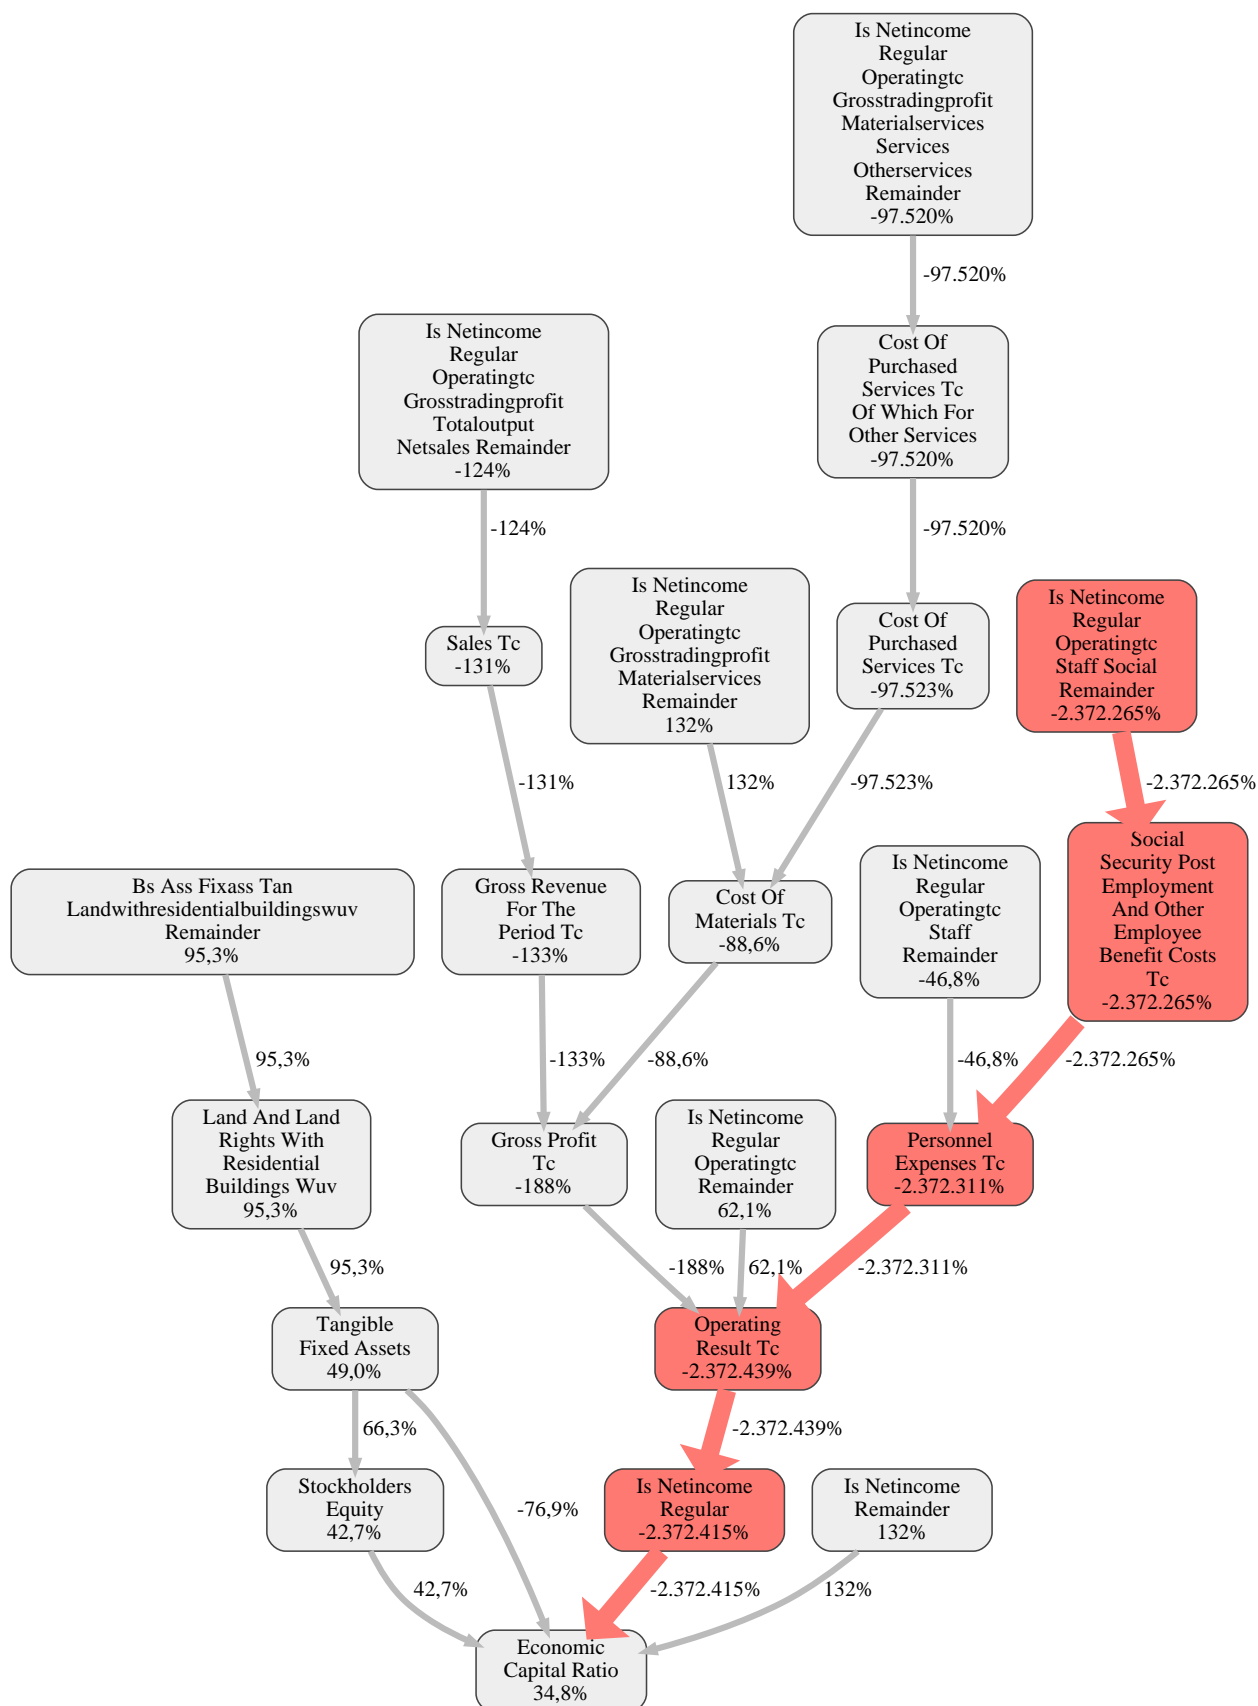 Is Netincome
Regular
Operatingtc
Grosstradingprofit
Materialservices
Services
Otherservices
Remainder
-97.520%
-97.520%
Is Netincome
Regular
Operatingtc
Grosstradingprofit
Totaloutput
Netsales Remainder
-124%
Cost Of
Purchased
Services Tc
Of Which For
Other Services
-97.520%
-124%
-97.520%
Is Netincome
Regular
Operatingtc
Grosstradingprofit
Materialservices
Remainder
132%
Is Netincome
Regular
Operatingtc
Staff Social
Remainder
-2.372.265%
Sales Tc
-131%
Cost Of
Purchased
Services Tc
-97.523%
-131%
132%
-97.523%
-2.372.265%
Bs Ass Fixass Tan
Landwithresidentialbuildingswuv
Remainder
95,3%
Gross Revenue
For The
Period Tc
-133%
Cost Of
Materials Tc
-88,6%
Is Netincome
Regular
Operatingtc
Staff
Remainder
-46,8%
Social
Security Post
Employment
And Other
Employee
Benefit Costs
Tc
-2.372.265%
95,3%
-133%
-88,6%
-46,8%
-2.372.265%
Land And Land
Rights With
Residential
Buildings Wuv
95,3%
Gross Profit
Tc
-188%
Is Netincome
Regular
Operatingtc
Remainder
62,1%
Personnel
Expenses Tc
-2.372.311%
95,3%
-188%
62,1%
-2.372.311%
Tangible
Fixed Assets
49,0%
Operating
Result Tc
-2.372.439%
66,3%
-2.372.439%
Stockholders
Equity
42,7%
-76,9%
Is Netincome
Regular
-2.372.415%
Is Netincome
Remainder
132%
42,7%
-2.372.415%
132%
Economic
Capital Ratio
34,8%